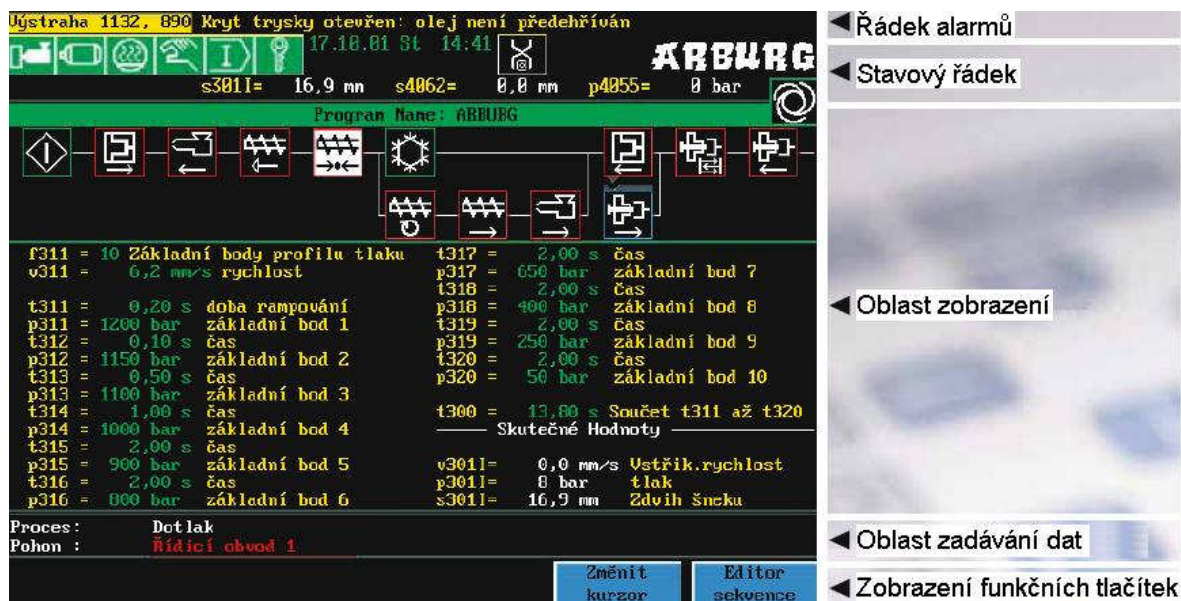 Výstraha 1132, 890 Kryt trysky otevřen: olej není předehříván
17.10.01 St 14:41
ARBURG
s301I= 16,9 mm s4062= 0,0 mm p4055= 0 bar
Program Name: ARBURG
f311 = 10 Základní body profilu tlaku
v311 = 6,2 mm/s rychlost
t311 = 0,20 s doba rampování
p311 = 1200 bar základní bod 1
t312 = 0,10 s čas
p312 = 1150 bar základní bod 2
t313 = 0,50 s čas
p313 = 1100 bar základní bod 3
t314 = 1,00 s čas
p314 = 1000 bar základní bod 4
t315 = 2,00 s čas
p315 = 900 bar základní bod 5
t316 = 2,00 s čas
p316 = 800 bar základní bod 6
t317 = 2,00 s čas
p317 = 650 bar základní bod 7
t318 = 2,00 s čas
p318 = 400 bar základní bod 8
t319 = 2,00 s čas
p319 = 250 bar základní bod 9
t320 = 2,00 s čas
p320 = 50 bar základní bod 10
t300 = 13,80 s Součet t311 až t320
Skutečné Hodnoty
v301I= 0,0 mm/s Vstřik.rychlost
p301I= 8 bar tlak
s301I= 16,9 mm Zdvih šneku
Proces: Dotlak
Pohon : Řídicí obvod 1
Změnit
kurzor
Editor
sekvence
Řádek alarmů
Stavový řádek
Oblast zobrazení
Oblast zadávání dat
Zobrazení funkčních tlačítek